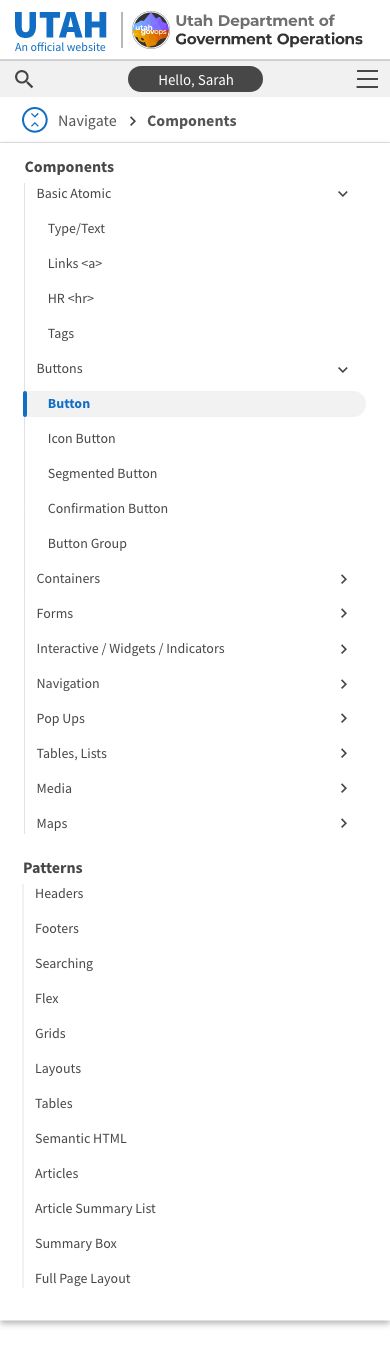 UTAH
An official website
utah
govops
Utah Department of
Government Operations
Hello, Sarah
Navigate > Components
Components
Basic Atomic
Type/Text
Links <a>
HR <hr>
Tags
Buttons
Button
Icon Button
Segmented Button
Confirmation Button
Button Group
Containers
Forms
Interactive / Widgets / Indicators
Navigation
Pop Ups
Tables, Lists
Media
Maps
Patterns
Headers
Footers
Searching
Flex
Grids
Layouts
Tables
Semantic HTML
Articles
Article Summary List
Summary Box
Full Page Layout